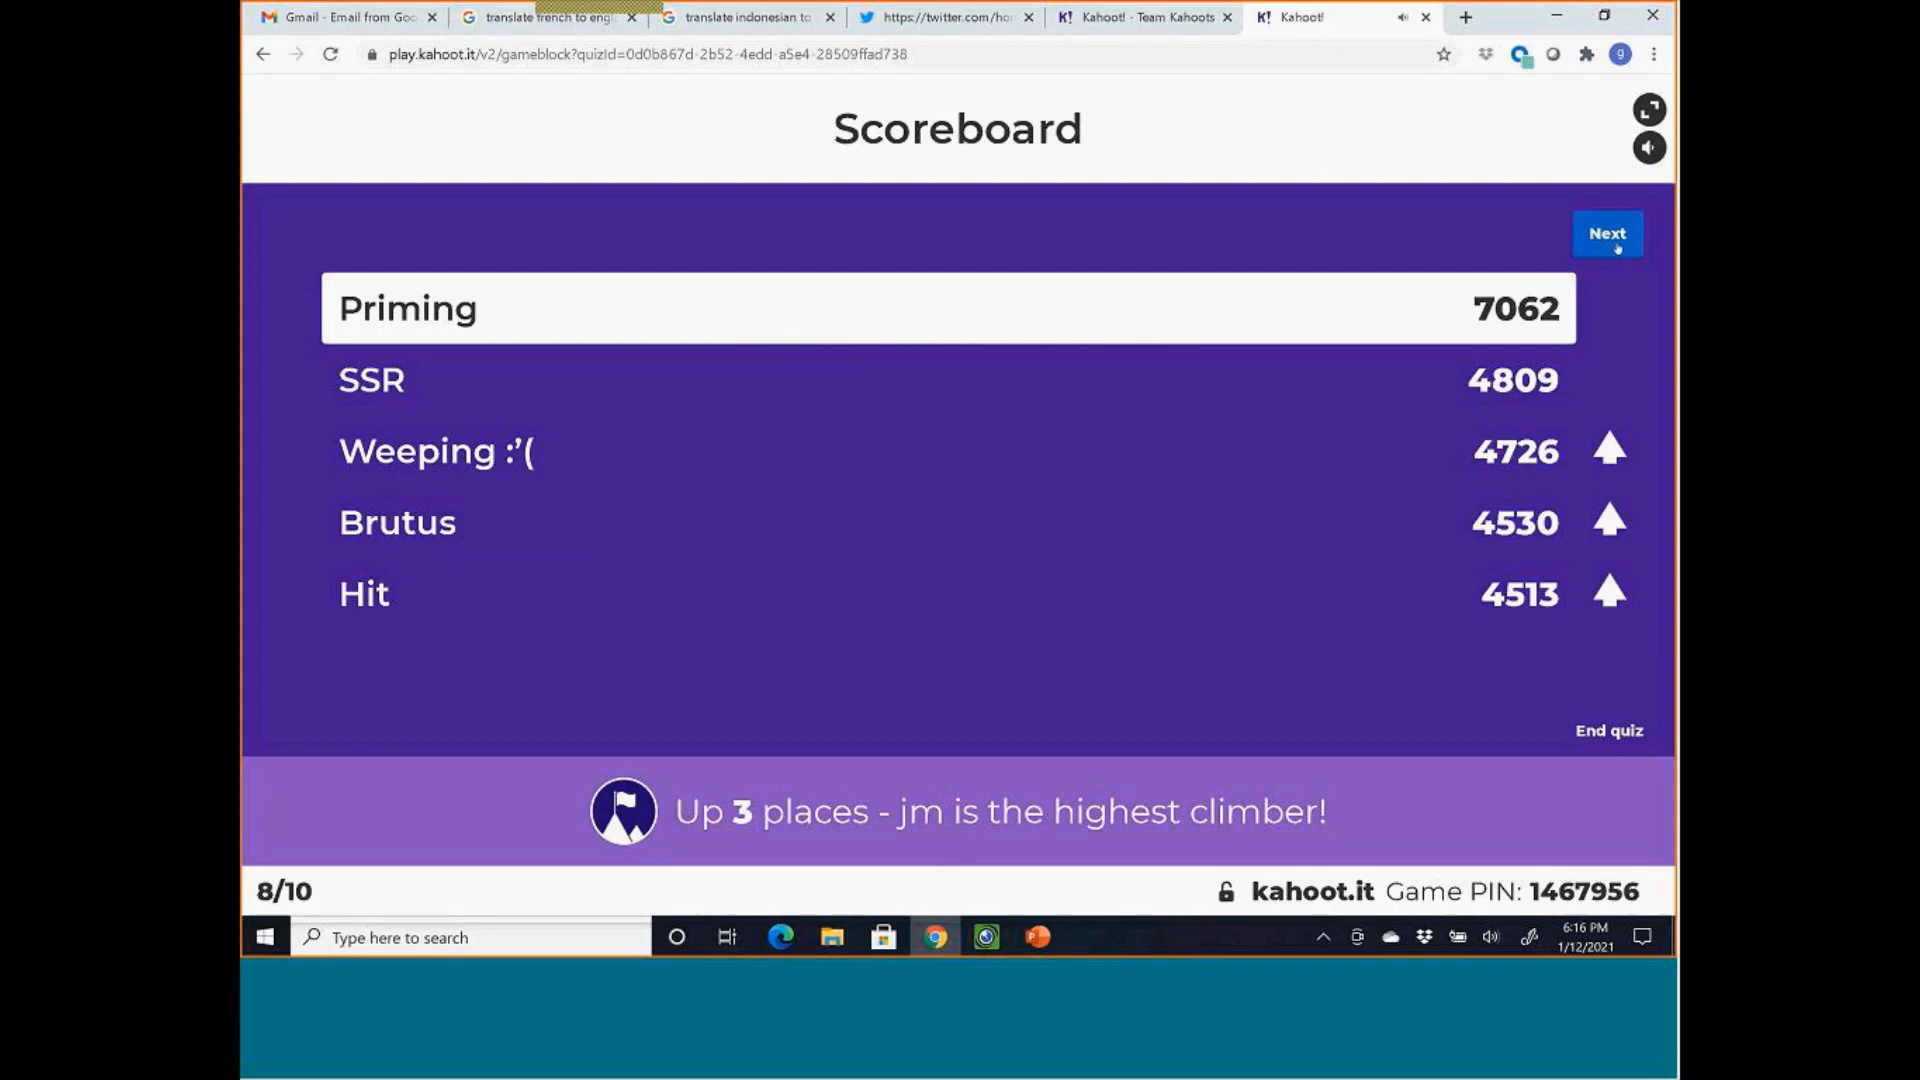 Gmail - Email from Goo
translate french to engl
translate indonesian to
https://twitter.com/hor
Kahoot! - Team Kahoots
Kahoot!
play.kahoot.it/v2/gameblock?quizId=0d0b867d-2b52-4edd-a5e4-28509ffad738
g
Scoreboard
Next
Priming 7062
SSR 4809
Weeping :’( 4726
Brutus 4530
Hit 4513
End quiz
Up 3 places - jm is the highest climber!
8/10
kahoot.it Game PIN: 1467956
Type here to search
6:16 PM
1/12/2021